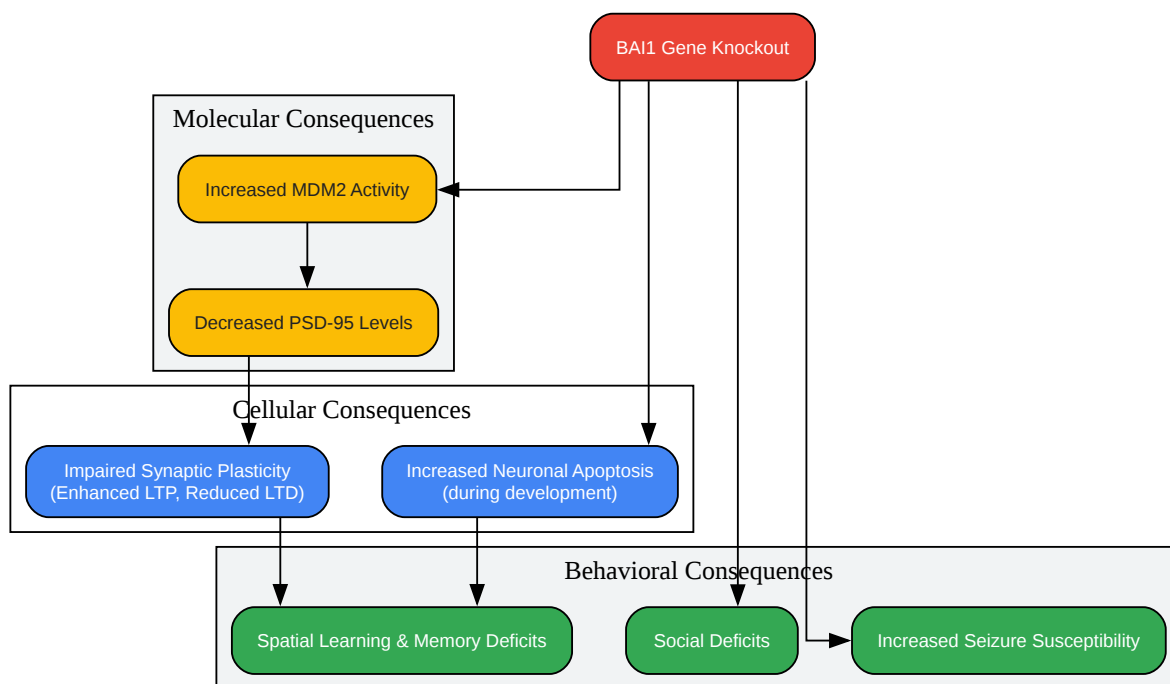 BAI1 Gene Knockout
Molecular Consequences
Increased MDM2 Activity
Decreased PSD-95 Levels
Cellular Consequences
Impaired Synaptic Plasticity
(Enhanced LTP, Reduced LTD)
Increased Neuronal Apoptosis
(during development)
Behavioral Consequences
Spatial Learning & Memory Deficits
Social Deficits
Increased Seizure Susceptibility